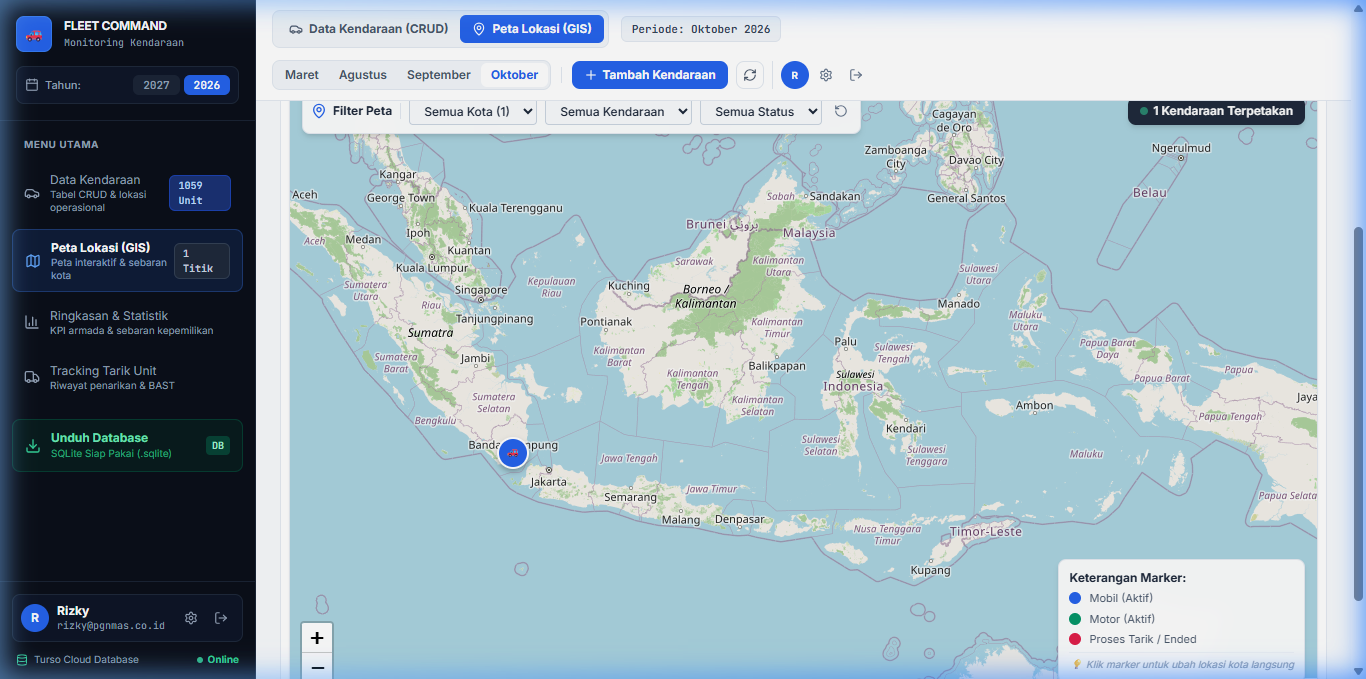 FLEET COMMAND
Monitoring Kendaraan
Tahun:
2027
2026
MENU UTAMA
Data Kendaraan
Tabel CRUD & lokasi
operasional
1059
Unit
Peta Lokasi (GIS)
Peta interaktif & sebaran
kota
1
Titik
Ringkasan & Statistik
KPI armada & sebaran kepemilikan
Tracking Tarik Unit
Riwayat penarikan & BAST
Unduh Database
SQLite Siap Pakai (.sqlite)
DB
R
Rizky
rizky@pgnmas.co.id
Turso Cloud Database
Online
Data Kendaraan (CRUD)
Peta Lokasi (GIS)
Periode: Oktober 2026
Maret
Agustus
September
Oktober
+ Tambah Kendaraan
R
Filter Peta
Semua Kota (1)
Semua Kendaraan
Semua Status
1 Kendaraan Terpetakan
Cagayan
de Oro
Zamboanga
City
Davao City
General Santos
Ngerulmud
Belau
Kangar
Aceh
George Town
Kuala Terengganu
Ipoh
Aceh
Medan
Kuantan
Kuala Lumpur
Sumatera
Utara
Singapore
Kepulauan
Riau
Riau
Tanjungpinang
Sumatra
Jambi
Sumatera
Barat
Sumatera
Selatan
Bengkulu
Banda
mpung
Jakarta
Sabah
Sandakan
Brunei بروني
Malaysia
Sarawak
Kalimantan
Utara
Kuching
Borneo /
Kalimantan
Pontianak
Kalimantan
Timur
Kalimantan
Barat
Balikpapan
Kalimantan
Tengah
Kalimantan
Selatan
Sulawesi
Utara
Manado
Maluku
Utara
Palu
Sulawesi
Tengah
Sulawesi
Indonesia
Kendari
Sulawesi
Selatan
Sulawesi
Tenggara
Ambon
Maluku
Papua Barat
Daya
Papua Barat
Papua
Papua Tengah
Jaya
Papua Selata
Jawa Tengah
Jawa Timur
Semarang
Malang
Denpasar
Nusa Tenggara
Timur
Timor-Leste
Kupang
+
−
Keterangan Marker:
Mobil (Aktif)
Motor (Aktif)
Proses Tarik / Ended
Klik marker untuk ubah lokasi kota langsung